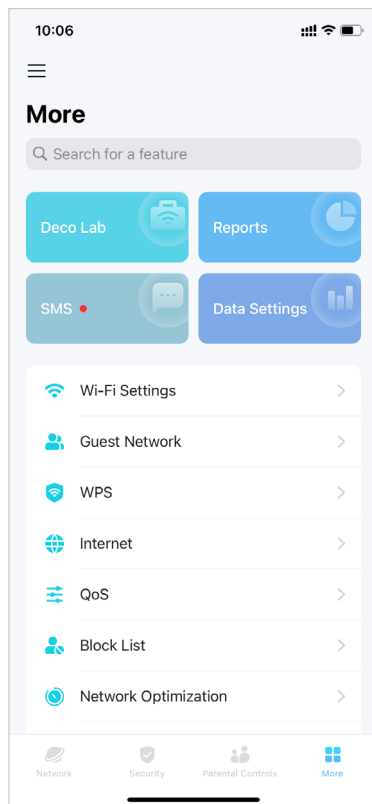 10:06
More
Search for a feature
Deco Lab
Reports
SMS
Data Settings
Wi-Fi Settings
Guest Network
WPS
Internet
QoS
Block List
Network Optimization
Network Security Parental Controls More